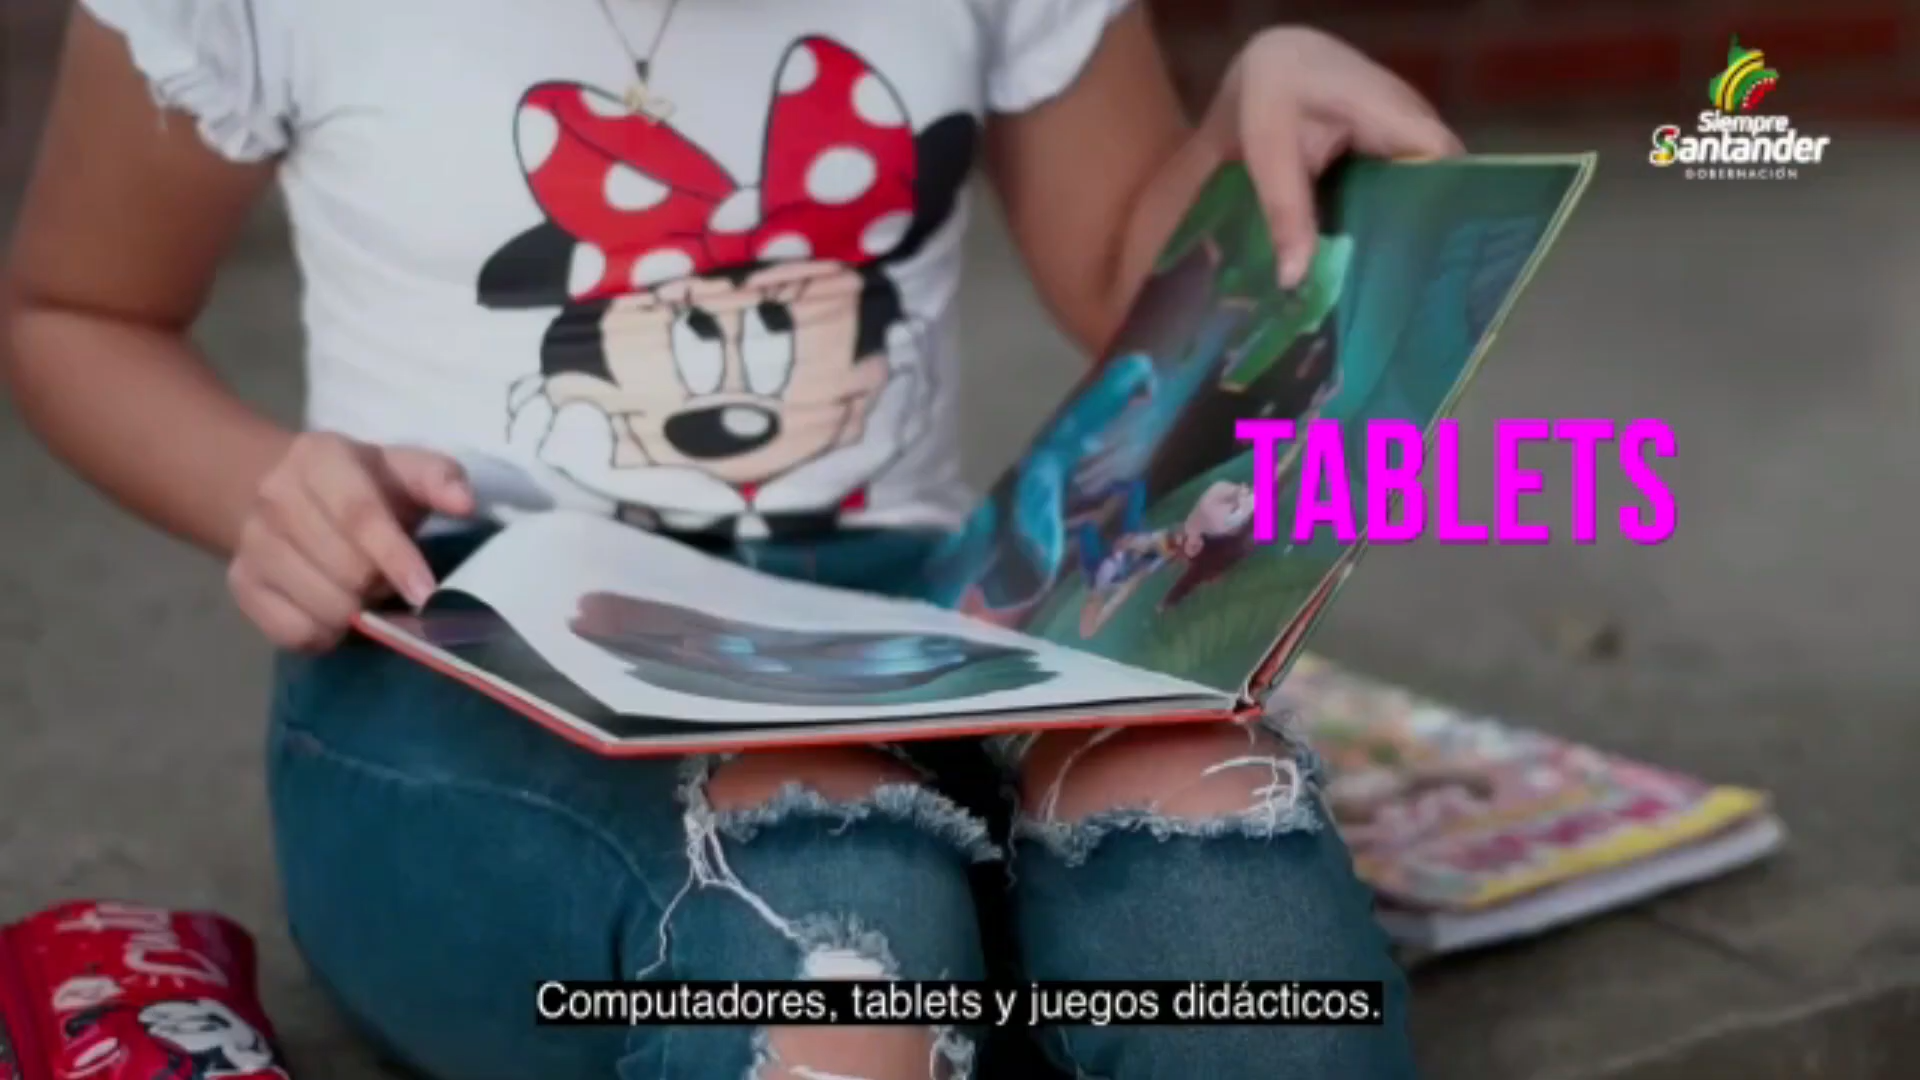 Siempre
Santander
GOBERNACIÓN
TABLETS
Computadores, tablets y juegos didácticos.